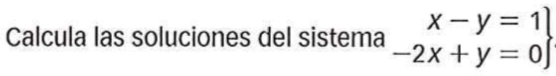 Calcula las soluciones del sistema
x − y = 1
−2x + y = 0